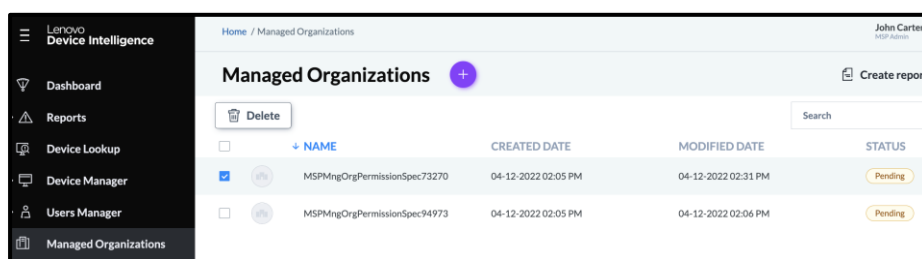 Lenovo
Device Intelligence
Dashboard
Reports
Device Lookup
Device Manager
Users Manager
Managed Organizations
Home / Managed Organizations
John Carter
MSP Admin
Managed Organizations
Create repor
Delete
Search
NAME CREATED DATE MODIFIED DATE STATUS
MSPMngOrgPermissionSpec73270 04-12-2022 02:05 PM 04-12-2022 02:31 PM Pending
MSPMngOrgPermissionSpec94973 04-12-2022 02:05 PM 04-12-2022 02:06 PM Pending